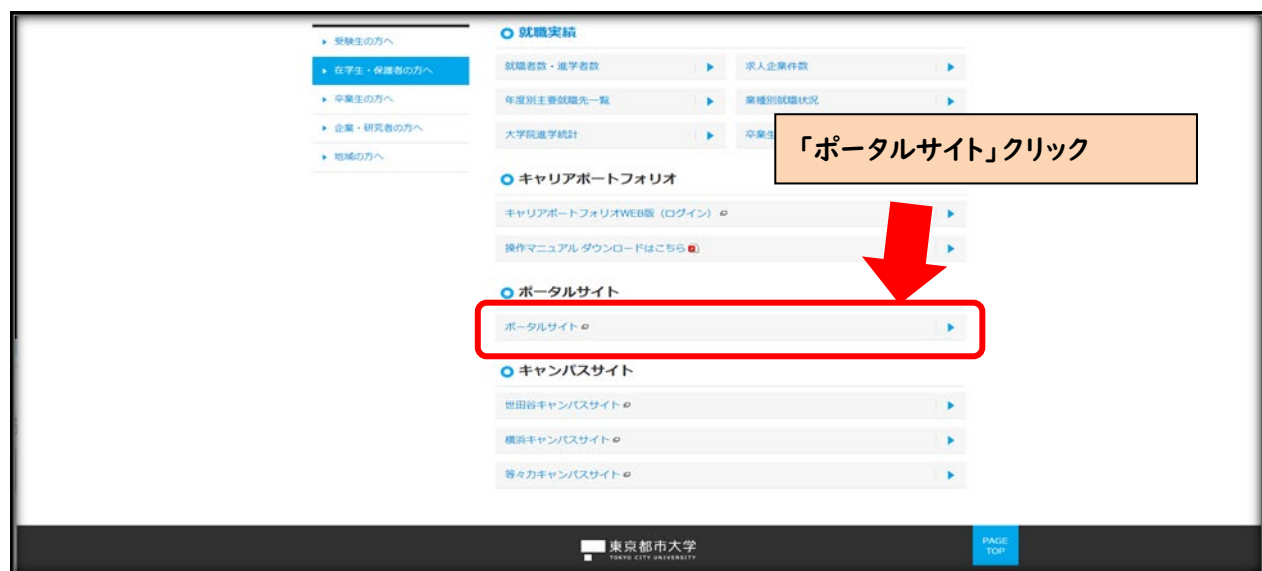 受験生の方へ
在学生・保護者の方へ
卒業生の方へ
企業・研究者の方へ
地域の方へ
就職実績
就職者数・進学者数
求人企業件数
年度別主要就職先一覧
業種別就職状況
大学院進学統計
卒業生
「ポータルサイト」クリック
キャリアポートフォリオ
キャリアポートフォリオWEB版（ログイン）
操作マニュアル ダウンロードはこちら
ポータルサイト
ポータルサイト
キャンパスサイト
世田谷キャンパスサイト
横浜キャンパスサイト
等々力キャンパスサイト
東京都市大学
TOKYO CITY UNIVERSITY
PAGE
TOP